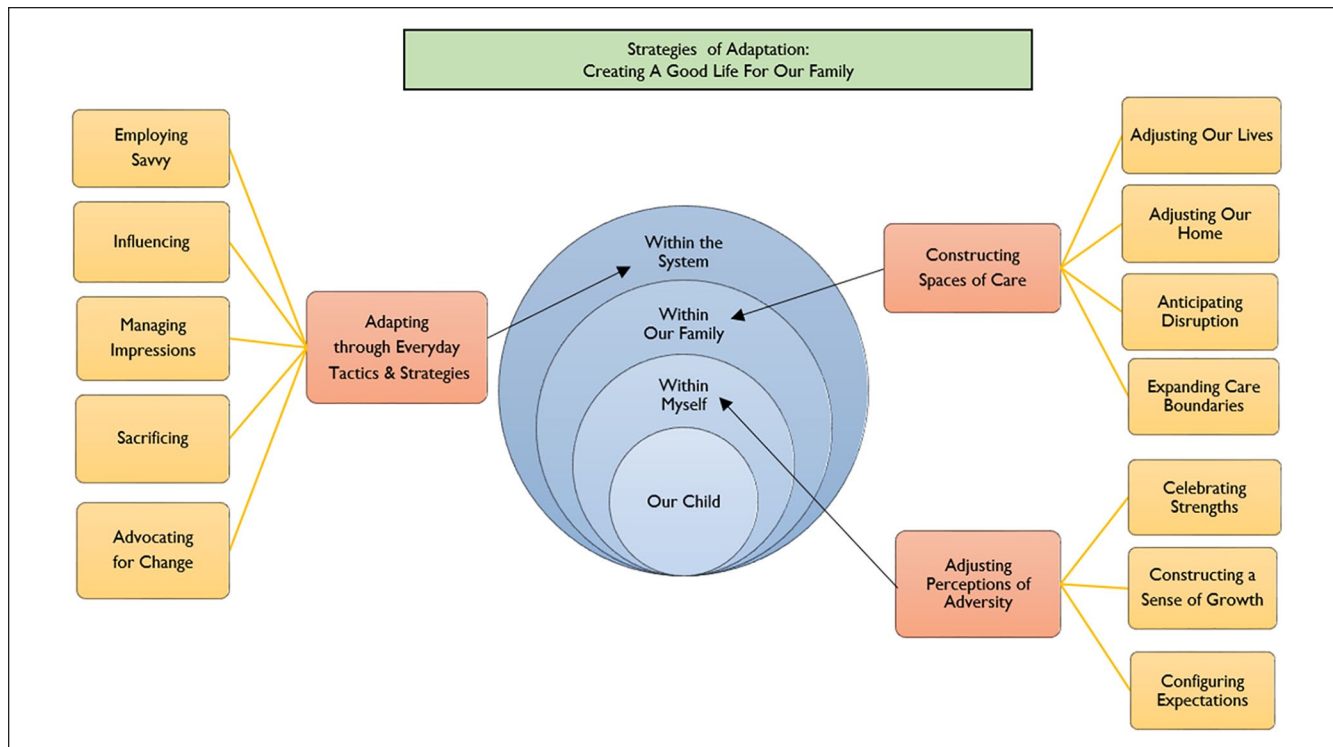 Strategies of Adaptation:
Creating A Good Life For Our Family
Employing
Savvy
Influencing
Managing
Impressions
Sacrificing
Advocating
for Change
Adapting
through Everyday
Tactics & Strategies
Within the
System
Within
Our Family
Within
Myself
Our Child
Constructing
Spaces of Care
Adjusting Our Lives
Adjusting Our
Home
Anticipating
Disruption
Expanding Care
Boundaries
Adjusting
Perceptions of
Adversity
Celebrating
Strengths
Constructing a
Sense of Growth
Configuring
Expectations